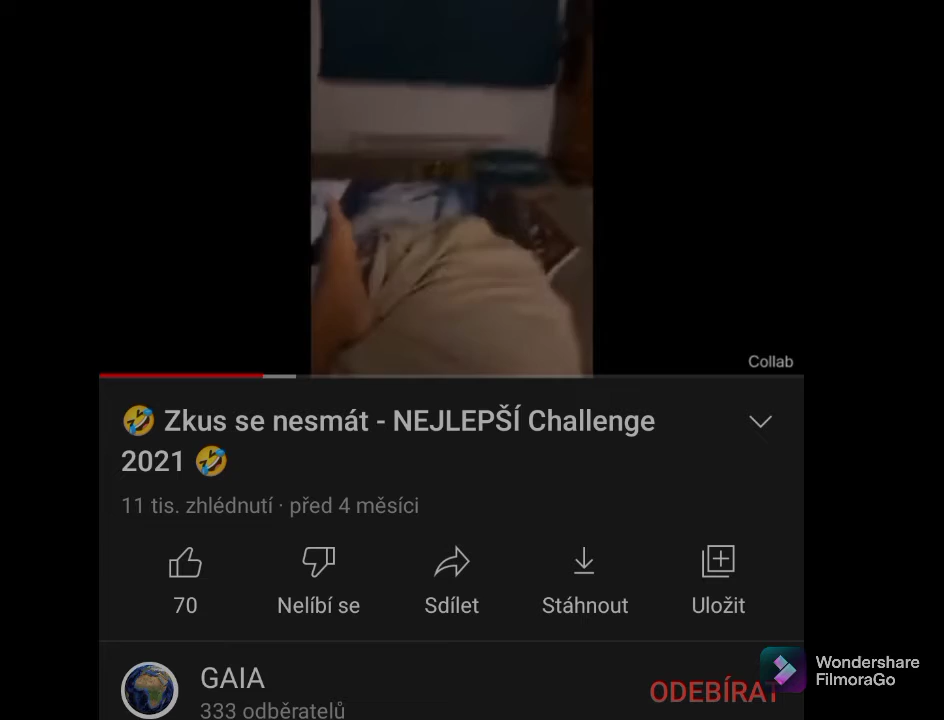 Collab
🤣 Zkus se nesmát - NEJLEPŠÍ Challenge
2021 🤣
11 tis. zhlédnutí · před 4 měsíci
70 Nelíbí se Sdílet Stáhnout Uložit
GAIA
333 odběratelů
ODEBÍRAT
Wondershare
FilmoraGo